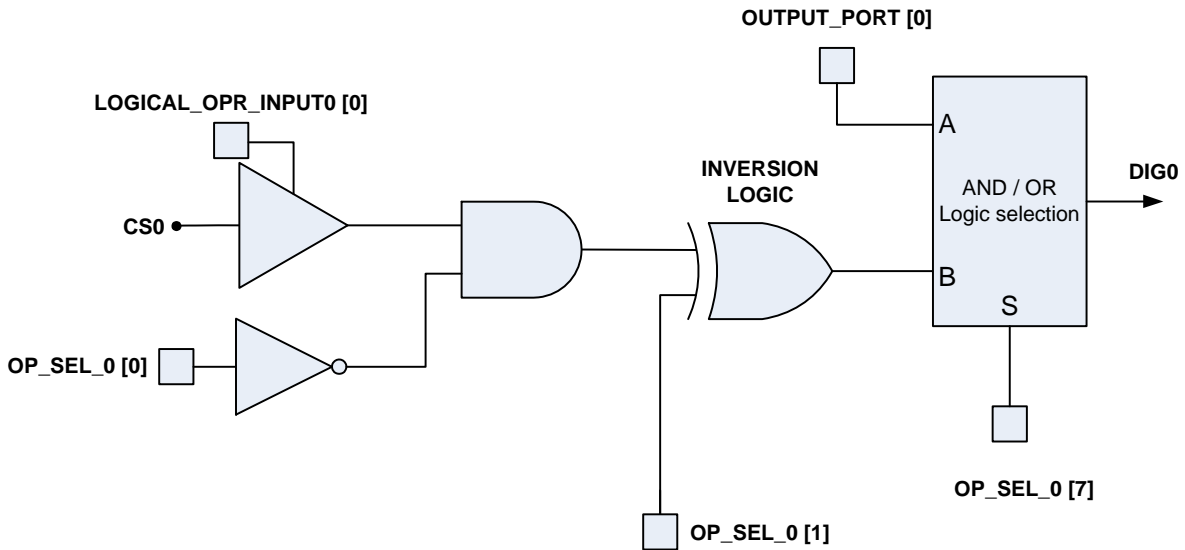 OUTPUT_PORT [0]
LOGICAL_OPR_INPUT0 [0]
A
INVERSION
LOGIC
DIG0
AND / OR
Logic selection
CS0
B
S
OP_SEL_0 [0]
OP_SEL_0 [7]
OP_SEL_0 [1]